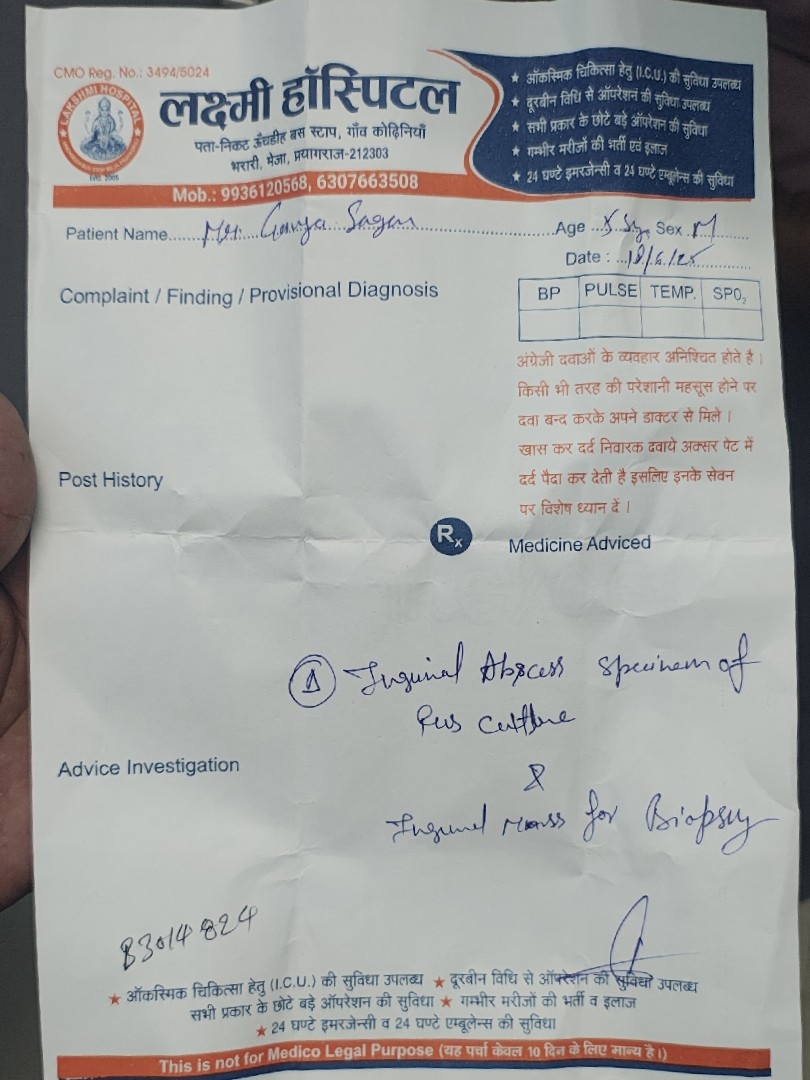 CMO Reg. No.: 3494/5024
LAKSHMI HOSPITAL
लक्ष्मी हॉस्पिटल
पता-निकट ऊँचडीह बस स्टाप, गाँव कोढ़िनियाँ
भरारी, मेजा, प्रयागराज-212303
Mob.: 9936120568, 6307663508
★ ऑकस्मिक चिकित्सा हेतु (I.C.U.) की सुविधा उपलब्ध
★ दूरबीन विधि से ऑपरेशन की सुविधा उपलब्ध
★ सभी प्रकार के छोटे बड़े ऑपरेशन की सुविधा
★ गम्भीर मरीजों की भर्ती एवं इलाज
★ 24 घण्टे इमरजेन्सी व 24 घण्टे एम्बूलेन्स की सुविधा
Patient Name Sagar Age Sex M
Date : 18/6/25
Complaint / Finding / Provisional Diagnosis
BP PULSE TEMP. SPO₂
अंग्रेजी दवाओं के व्यवहार अनिश्चित होते है ।
किसी भी तरह की परेशानी महसूस होने पर
दवा बन्द करके अपने डाक्टर से मिले ।
खास कर दर्द निवारक दवाये अक्सर पेट में
दर्द पैदा कर देती है इसलिए इनके सेवन
पर विशेष ध्यान दें ।
Post History
Rx
Medicine Adviced
① Inguinal Abscess specimen of
Pus culture
Advice Investigation
&
Inguinal Mass for Biopsy
83014824
★ ऑकस्मिक चिकित्सा हेतु (I.C.U.) की सुविधा उपलब्ध ★ दूरबीन विधि से ऑपरेशन की सुविधा उपलब्ध
सभी प्रकार के छोटे बड़े ऑपरेशन की सुविधा ★ गम्भीर मरीजों की भर्ती व इलाज
★ 24 घण्टे इमरजेन्सी व 24 घण्टे एम्बूलेन्स की सुविधा
This is not for Medico Legal Purpose (यह पर्चा केवल 10 दिन के लिए मान्य है।)